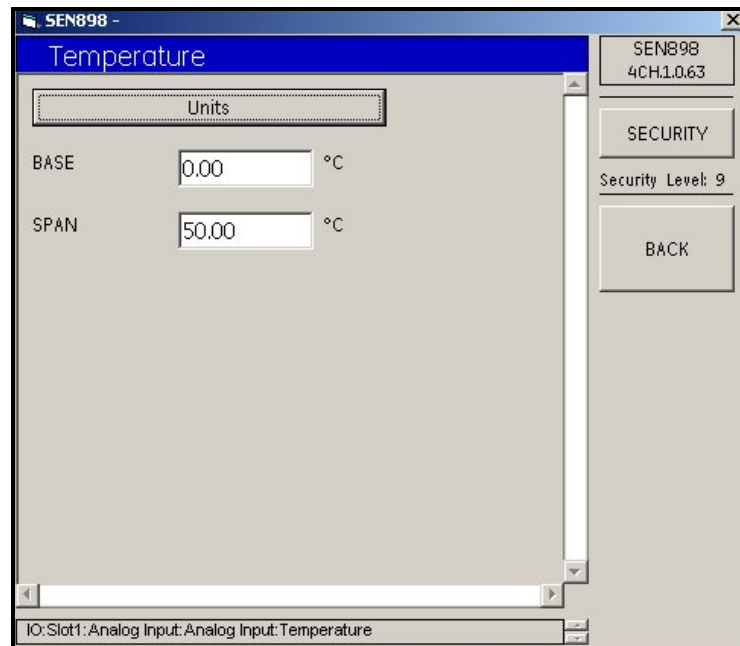 SEN898 -
Temperature
SEN898
4CH.1.0.63
Units
SECURITY
BASE 0.00 °C
Security Level: 9
SPAN 50.00 °C
BACK
IO:Slot1:Analog Input:Analog Input:Temperature